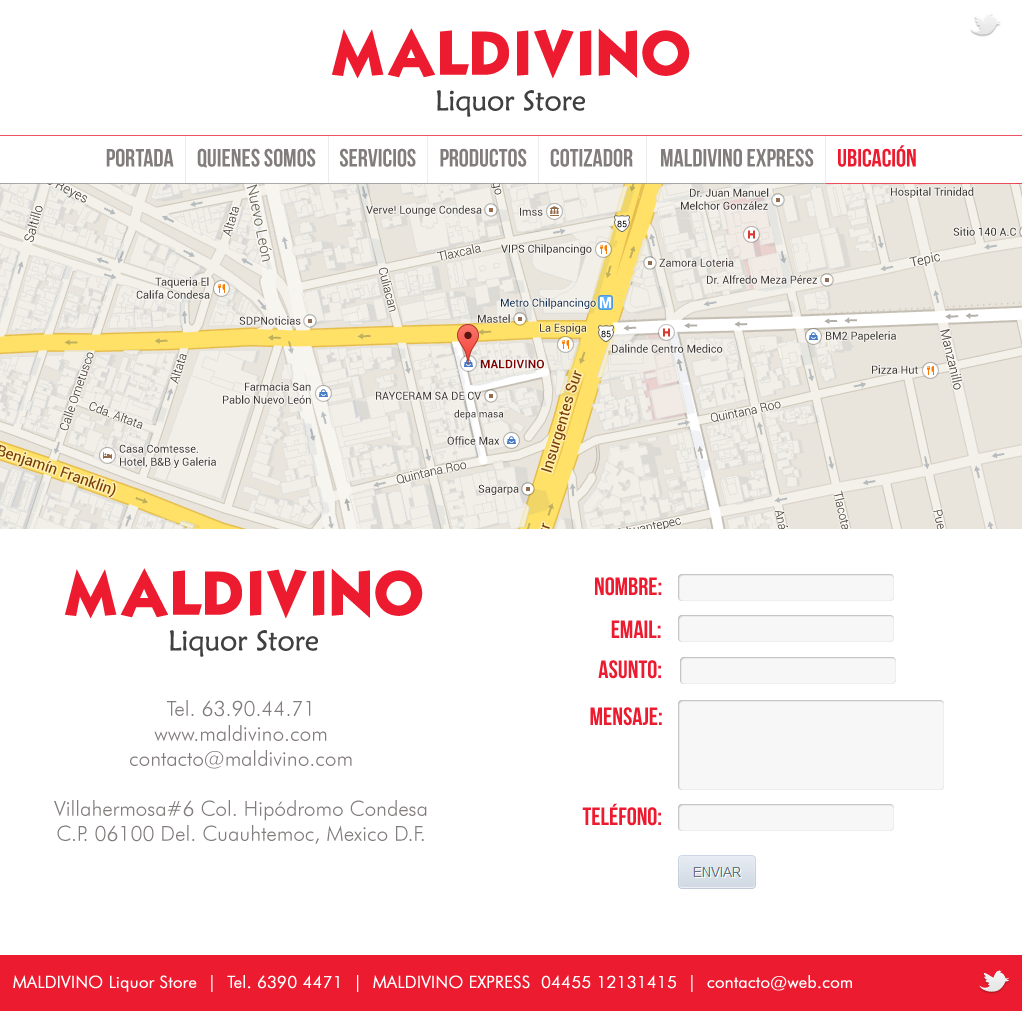 MALDIVINO
Liquor Store
PORTADA
QUIENES SOMOS
SERVICIOS
PRODUCTOS
COTIZADOR
MALDIVINO EXPRESS
UBICACIÓN
Reyes
Saltillo
Altata
Nuevo León
Verve! Lounge Condesa
Imss
85
Dr. Juan Manuel
Melchor González
Hospital Trinidad
Sitio 140 A.C
Tlaxcala
VIPS Chilpancingo
H
Zamora Loteria
Tepic
Dr. Alfredo Meza Pérez
Taqueria El
Califa Condesa
Culiacan
Metro Chilpancingo
M
SDPNoticias
Mastel
La Espiga
85
H
Dalinde Centro Medico
BM2 Papeleria
Manzanillo
MALDIVINO
Calle Ometusco
Altata
Pizza Hut
Farmacia San
Pablo Nuevo León
RAYCERAM SA DE CV
depa masa
Cda. Altata
Quintana Roo
Insurgentes Sur
Office Max
Casa Comtesse.
Hotel, B&B y Galeria
Benjamín Franklin)
Quintana Roo
Sagarpa
huantepec
ur
Aná
Tlacota
Pue
MALDIVINO
Liquor Store
Tel. 63.90.44.71
www.maldivino.com
contacto@maldivino.com
Villahermosa#6 Col. Hipódromo Condesa
C.P. 06100 Del. Cuauhtemoc, Mexico D.F.
NOMBRE:
EMAIL:
ASUNTO:
MENSAJE:
TELÉFONO:
ENVIAR
MALDIVINO Liquor Store | Tel. 6390 4471 | MALDIVINO EXPRESS 04455 12131415 | contacto@web.com